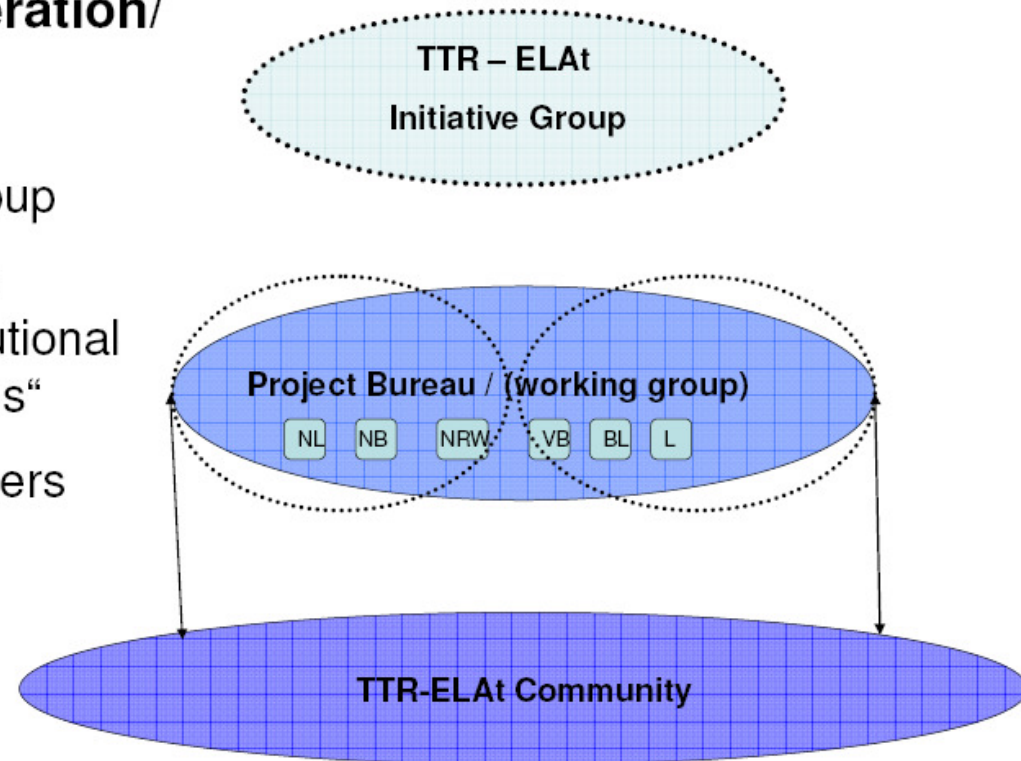 eration/
TTR – ELAt
Initiative Group
oup
utional
s“
ers
Project Bureau / (working group)
NL NB NRW VB BL L
TTR-ELAt Community